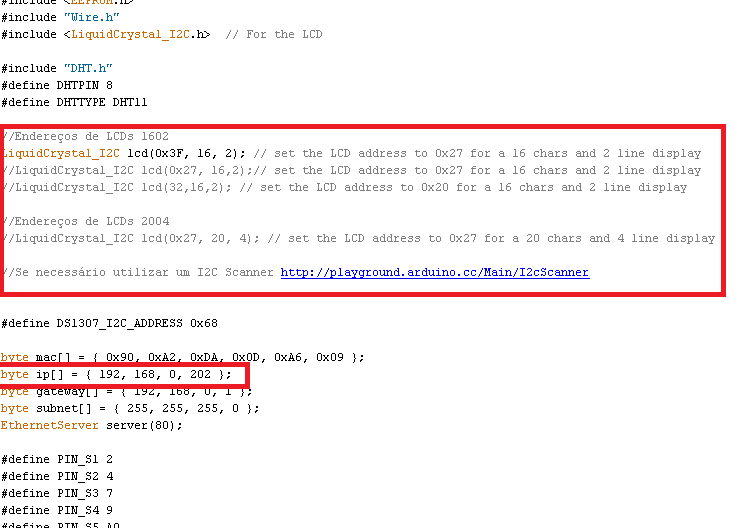 #include <EEPROM.h>
#include "Wire.h"
#include <LiquidCrystal_I2C.h>  // For the LCD
#include "DHT.h"
#define DHTPIN 8
#define DHTTYPE DHT11
//Endereços de LCDs 1602
LiquidCrystal_I2C lcd(0x3F, 16, 2); // set the LCD address to 0x27 for a 16 chars and 2 line display
//LiquidCrystal_I2C lcd(0x27, 16,2);// set the LCD address to 0x27 for a 16 chars and 2 line display
//LiquidCrystal_I2C lcd(32,16,2); // set the LCD address to 0x20 for a 16 chars and 2 line display
//Endereços de LCDs 2004
//LiquidCrystal_I2C lcd(0x27, 20, 4); // set the LCD address to 0x27 for a 20 chars and 4 line display
//Se necessário utilizar um I2C Scanner http://playground.arduino.cc/Main/I2cScanner
#define DS1307_I2C_ADDRESS 0x68
byte mac[] = { 0x90, 0xA2, 0xDA, 0x0D, 0xA6, 0x09 };
byte ip[] = { 192, 168, 0, 202 };
byte gateway[] = { 192, 168, 0, 1 };
byte subnet[] = { 255, 255, 255, 0 };
EthernetServer server(80);
#define PIN_S1 2
#define PIN_S2 4
#define PIN_S3 7
#define PIN_S4 9
#define PIN_S5 A0